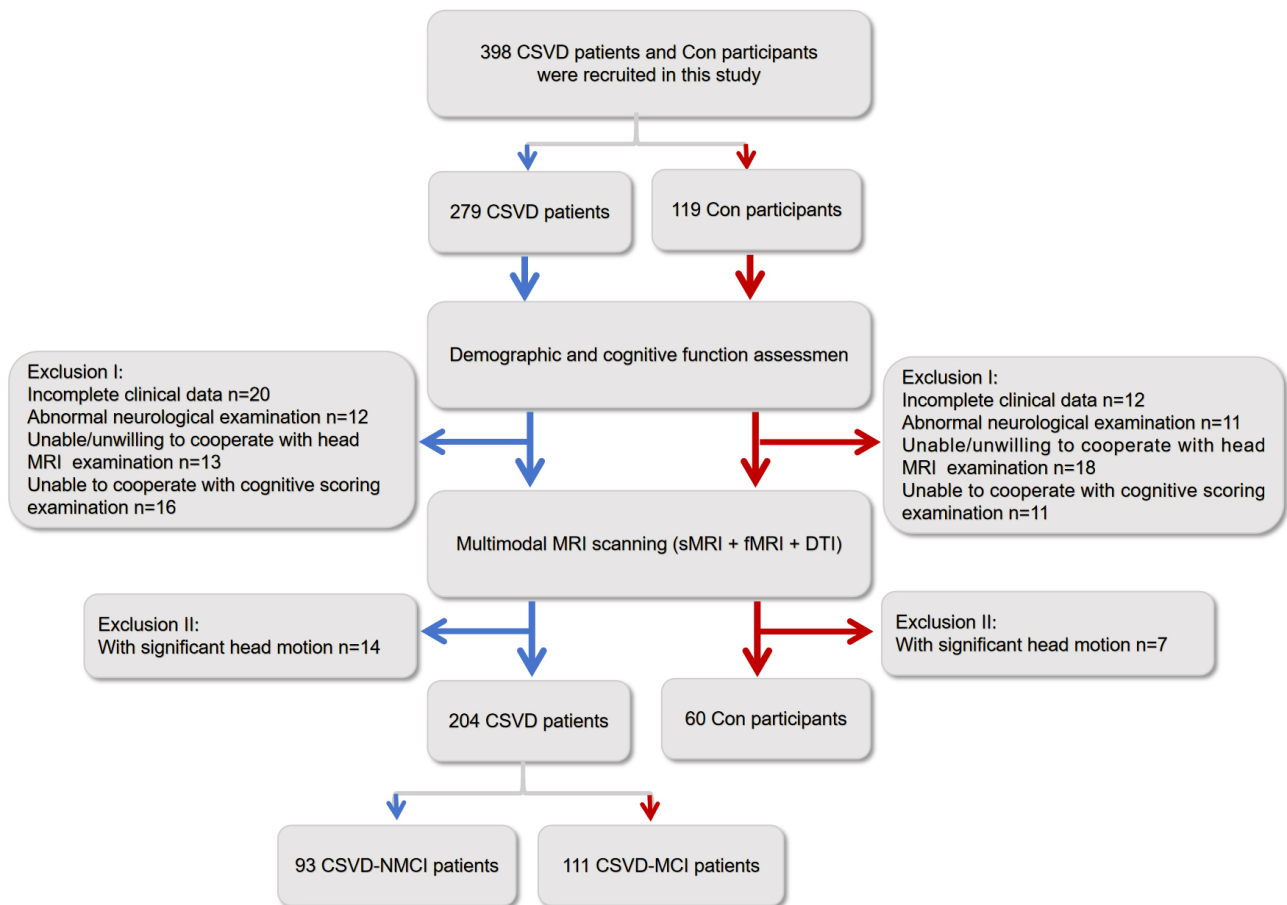 398 CSVD patients and Con participants
were recruited in this study
279 CSVD patients
119 Con participants
Demographic and cognitive function assessmen
Exclusion I:
Incomplete clinical data n=20
Abnormal neurological examination n=12
Unable/unwilling to cooperate with head
MRI examination n=13
Unable to cooperate with cognitive scoring
examination n=16
Exclusion I:
Incomplete clinical data n=12
Abnormal neurological examination n=11
Unable/unwilling to cooperate with head
MRI examination n=18
Unable to cooperate with cognitive scoring
examination n=11
Multimodal MRI scanning (sMRI + fMRI + DTI)
Exclusion II:
With significant head motion n=14
Exclusion II:
With significant head motion n=7
204 CSVD patients
60 Con participants
93 CSVD-NMCI patients
111 CSVD-MCI patients